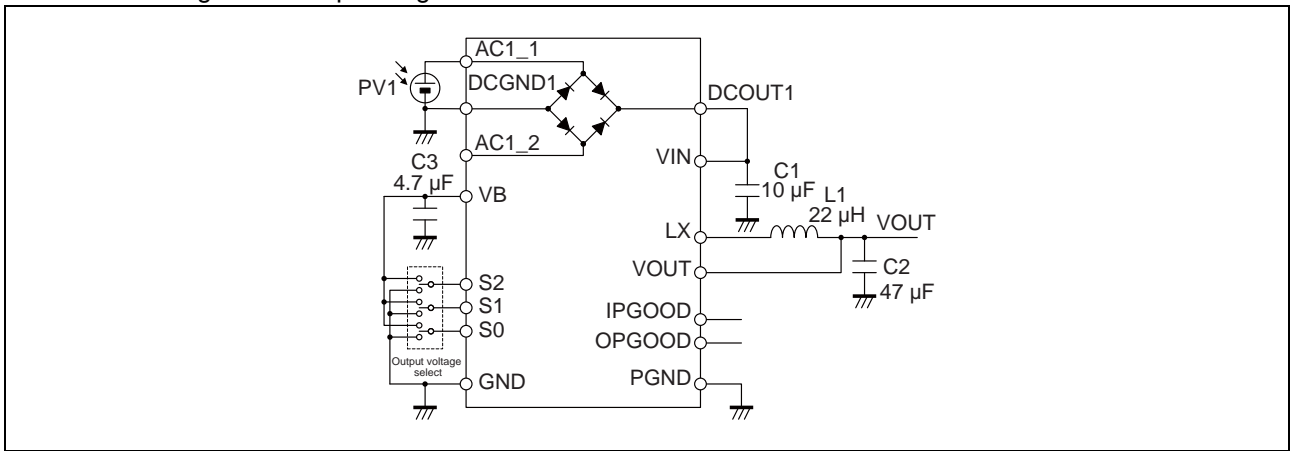 AC1_1
PV1
DCGND1
DCOUT1
AC1_2
VIN
C3
4.7 µF
C1
10 µF
VB
L1
22 µH
VOUT
LX
VOUT
C2
47 µF
S2
S1
S0
IPGOOD
OPGOOD
Output voltage
select
GND
PGND